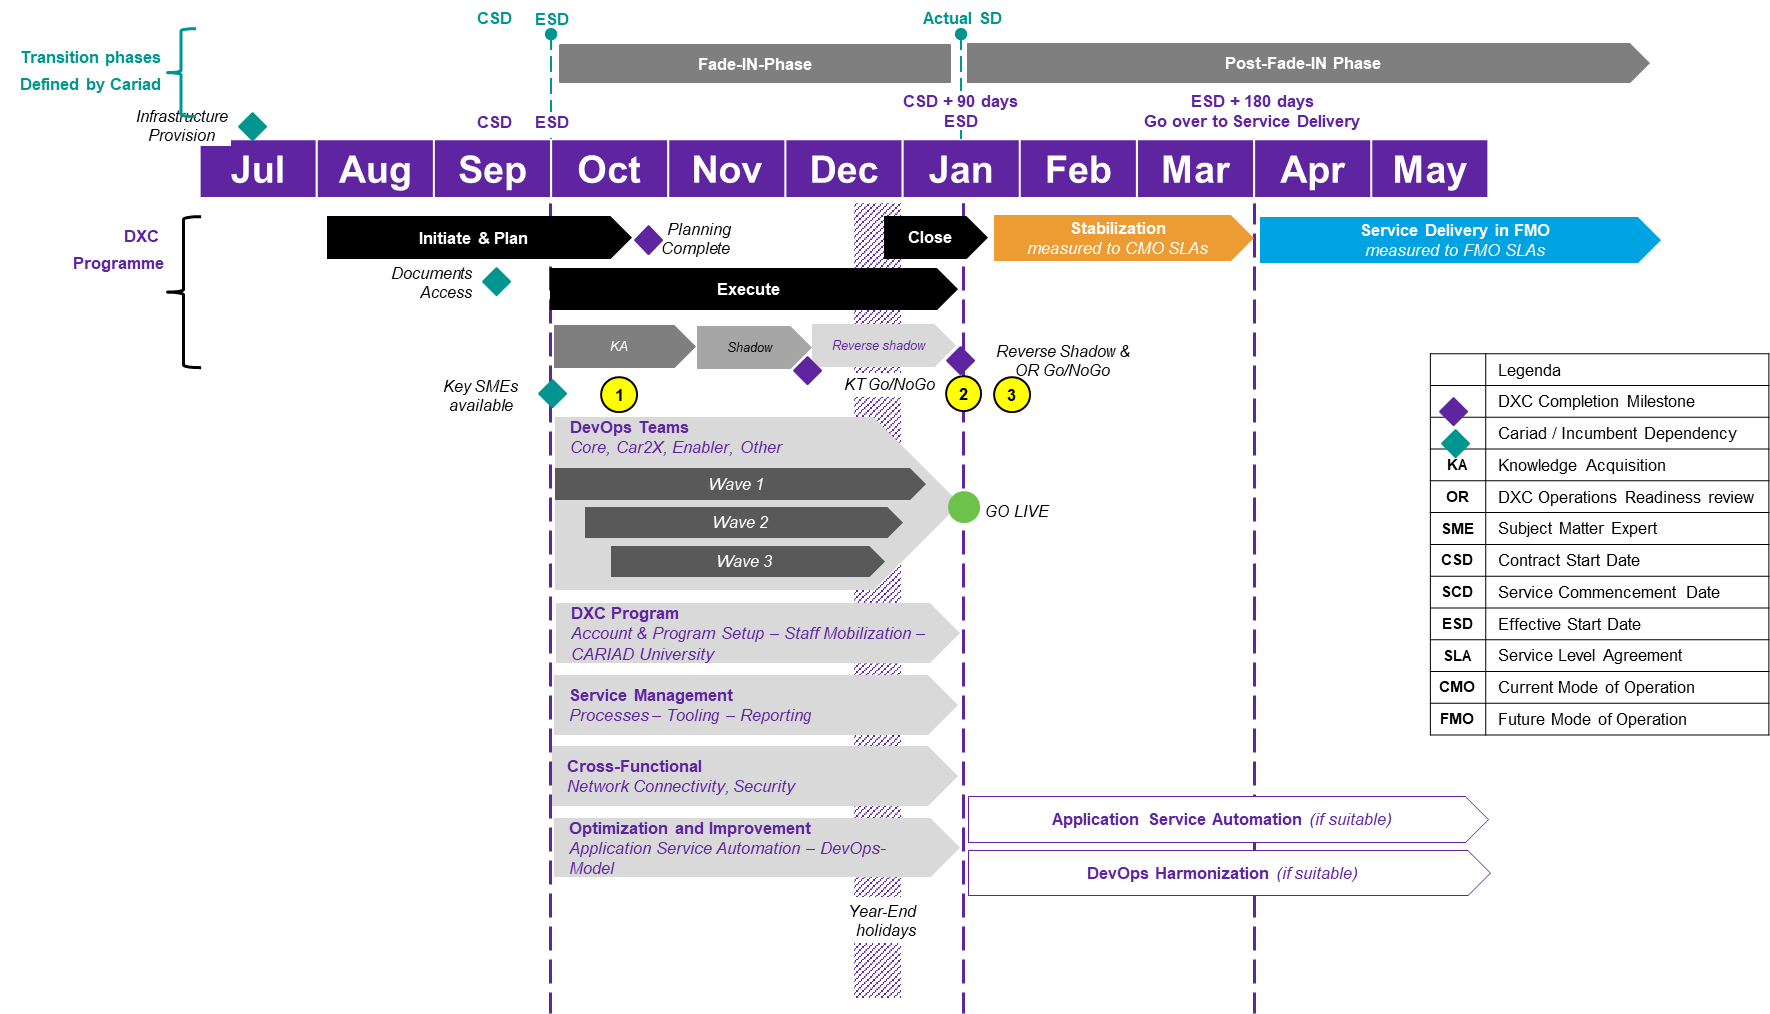 CSD
ESD
Actual SD
Transition phases
Defined by Cariad
Fade-IN-Phase
Post-Fade-IN Phase
Infrastructure
Provision
CSD
ESD
CSD + 90 days
ESD
ESD + 180 days
Go over to Service Delivery
Jul
Aug
Sep
Oct
Nov
Dec
Jan
Feb
Mar
Apr
May
DXC
Programme
Initiate & Plan
Planning
Complete
Close
Stabilization
measured to CMO SLAs
Service Delivery in FMO
measured to FMO SLAs
Documents
Access
Execute
KA
Shadow
Reverse shadow
Reverse Shadow &
OR Go/NoGo
KT Go/NoGo
Key SMEs
available
1
2
3
DevOps Teams
Core, Car2X, Enabler, Other
Wave 1
Wave 2
Wave 3
GO LIVE
DXC Program
Account & Program Setup – Staff Mobilization –
CARIAD University
Service Management
Processes – Tooling – Reporting
Cross-Functional
Network Connectivity, Security
Optimization and Improvement
Application Service Automation – DevOps-
Model
Application Service Automation (if suitable)
DevOps Harmonization (if suitable)
Year-End
holidays
Legenda
DXC Completion Milestone
Cariad / Incumbent Dependency
KA Knowledge Acquisition
OR DXC Operations Readiness review
SME Subject Matter Expert
CSD Contract Start Date
SCD Service Commencement Date
ESD Effective Start Date
SLA Service Level Agreement
CMO Current Mode of Operation
FMO Future Mode of Operation